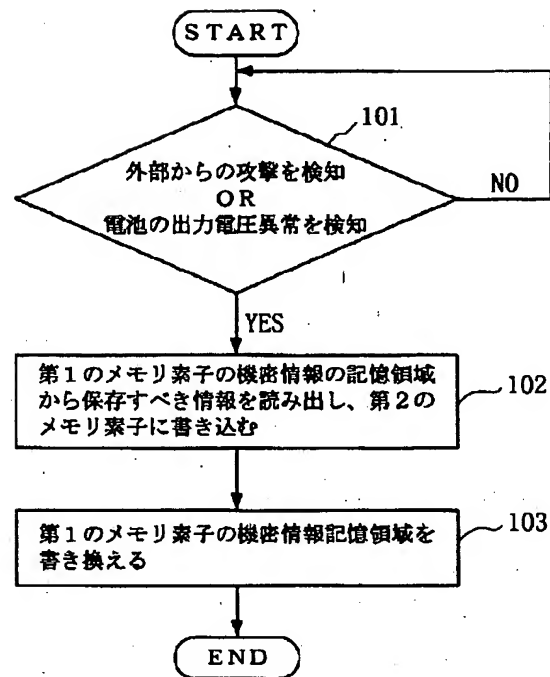 START
101
外部からの攻撃を検知
OR
電池の出力電圧異常を検知
NO
YES
第1のメモリ素子の機密情報の記憶領域
から保存すべき情報を読み出し、第2の
メモリ素子に書き込む
102
第1のメモリ素子の機密情報記憶領域を
書き換える
103
END